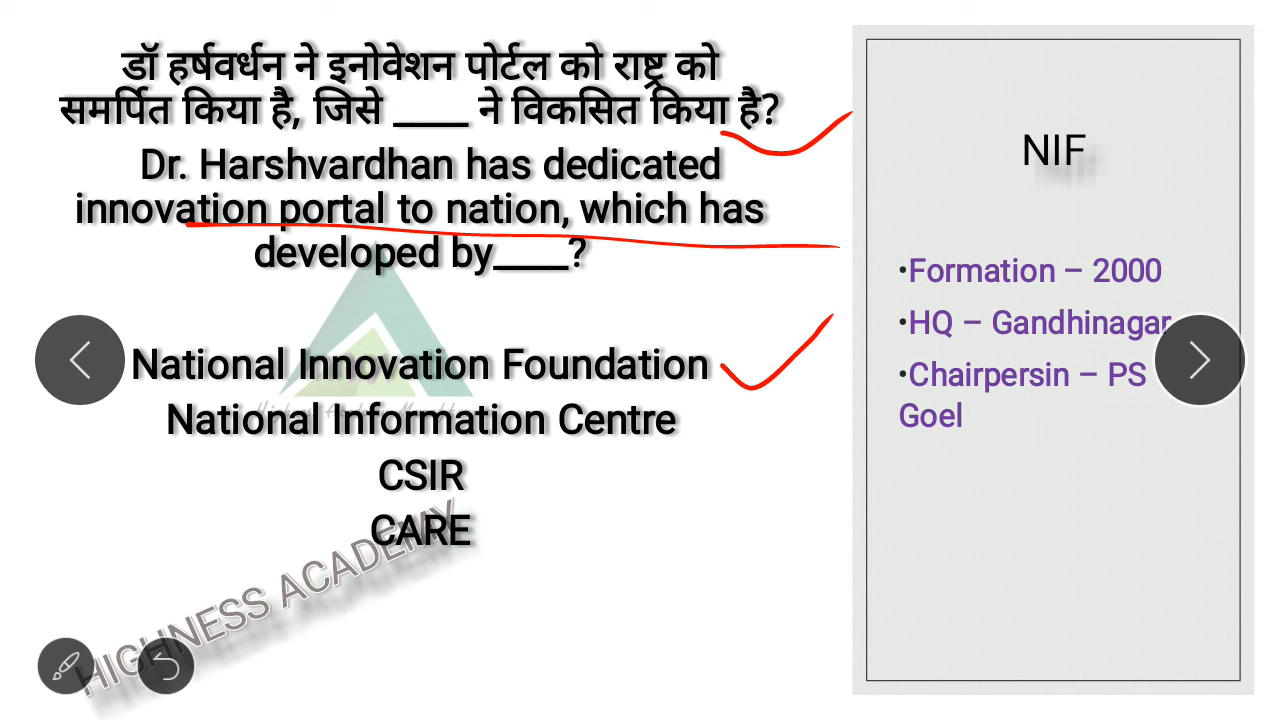 डॉ हर्षवर्धन ने इनोवेशन पोर्टल को राष्ट्र को
समर्पित किया है, जिसे ____ ने विकसित किया है?
Dr. Harshvardhan has dedicated
innovation portal to nation, which has
developed by____?
National Innovation Foundation
National Information Centre
CSIR
CARE
HIGHNESS ACADEMY
NIF
•Formation – 2000
•HQ – Gandhinagar
•Chairpersin – PS
Goel